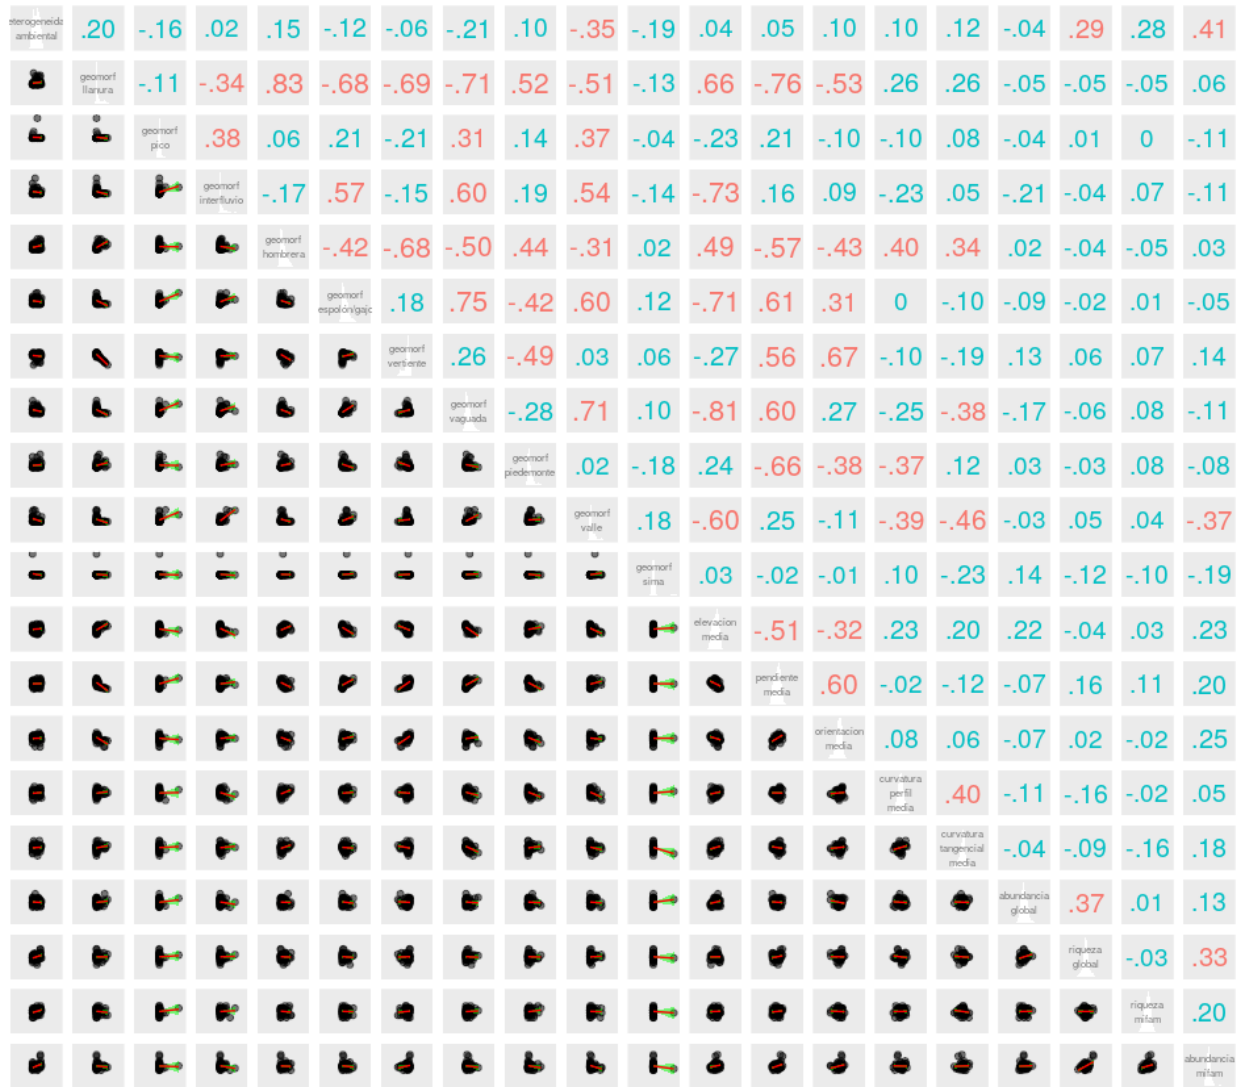 eterogeneida
ambiental
.20 -.16 .02 .15 -.12 -.06 -.21 .10 -.35 -.19 .04 .05 .10 .10 .12 -.04 .29 .28 .41
geomorf
llanura
-.11 -.34 .83 -.68 -.69 -.71 .52 -.51 -.13 .66 -.76 -.53 .26 .26 -.05 -.05 -.05 .06
geomorf
pico
.38 .06 .21 -.21 .31 .14 .37 -.04 -.23 .21 -.10 -.10 .08 -.04 .01 0 -.11
geomorf
interfluvio
-.17 .57 -.15 .60 .19 .54 -.14 -.73 .16 .09 -.23 .05 -.21 -.04 .07 -.11
geomorf
hombrera
-.42 -.68 -.50 .44 -.31 .02 .49 -.57 -.43 .40 .34 .02 -.04 -.05 .03
geomorf
espolón/gajo
.18 .75 -.42 .60 .12 -.71 .61 .31 0 -.10 -.09 -.02 .01 -.05
geomorf
vertiente
.26 -.49 .03 .06 -.27 .56 .67 -.10 -.19 .13 .06 .07 .14
geomorf
vaguada
-.28 .71 .10 -.81 .60 .27 -.25 -.38 -.17 -.06 .08 -.11
geomorf
piedemonte
.02 -.18 .24 -.66 -.38 -.37 .12 .03 -.03 .08 -.08
geomorf
valle
.18 -.60 .25 -.11 -.39 -.46 -.03 .05 .04 -.37
geomorf
sima
.03 -.02 -.01 .10 -.23 .14 -.12 -.10 -.19
elevacion
media
-.51 -.32 .23 .20 .22 -.04 .03 .23
pendiente
media
.60 -.02 -.12 -.07 .16 .11 .20
orientacion
media
.08 .06 -.07 .02 -.02 .25
curvatura
perfil
media
.40 -.11 -.16 -.02 .05
curvatura
tangencial
media
-.04 -.09 -.16 .18
abundancia
global
.37 .01 .13
riqueza
global
-.03 .33
riqueza
mifam
.20
abundancia
mifam